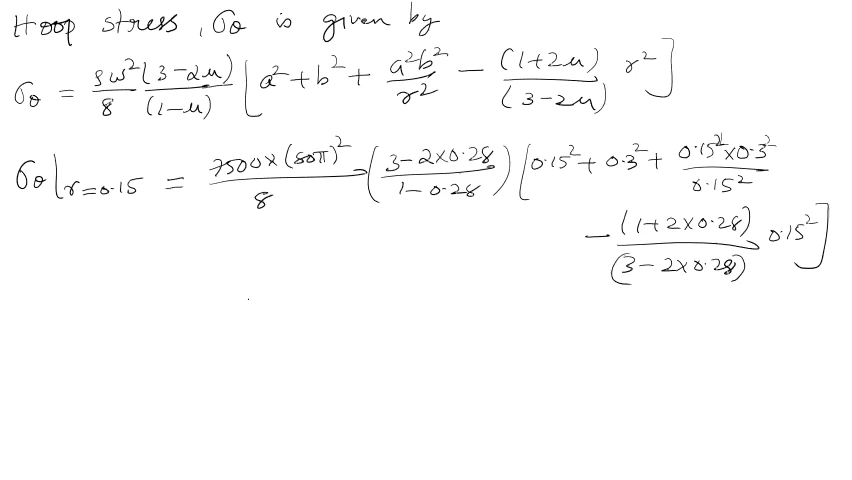 Hoop stress, σθ is given by
σθ = ρω²/8 (3-2μ)/(1-μ) [a²+b²+ a²b²/r² - (1+2μ)/(3-2μ) r²]
σθ|r=0.15 = 7500×(50π)²/8 (3-2×0.28/1-0.28) [0.15²+0.3²+ 0.15²×0.3²/0.15²
- (1+2×0.28)/(3-2×0.28) 0.15²]